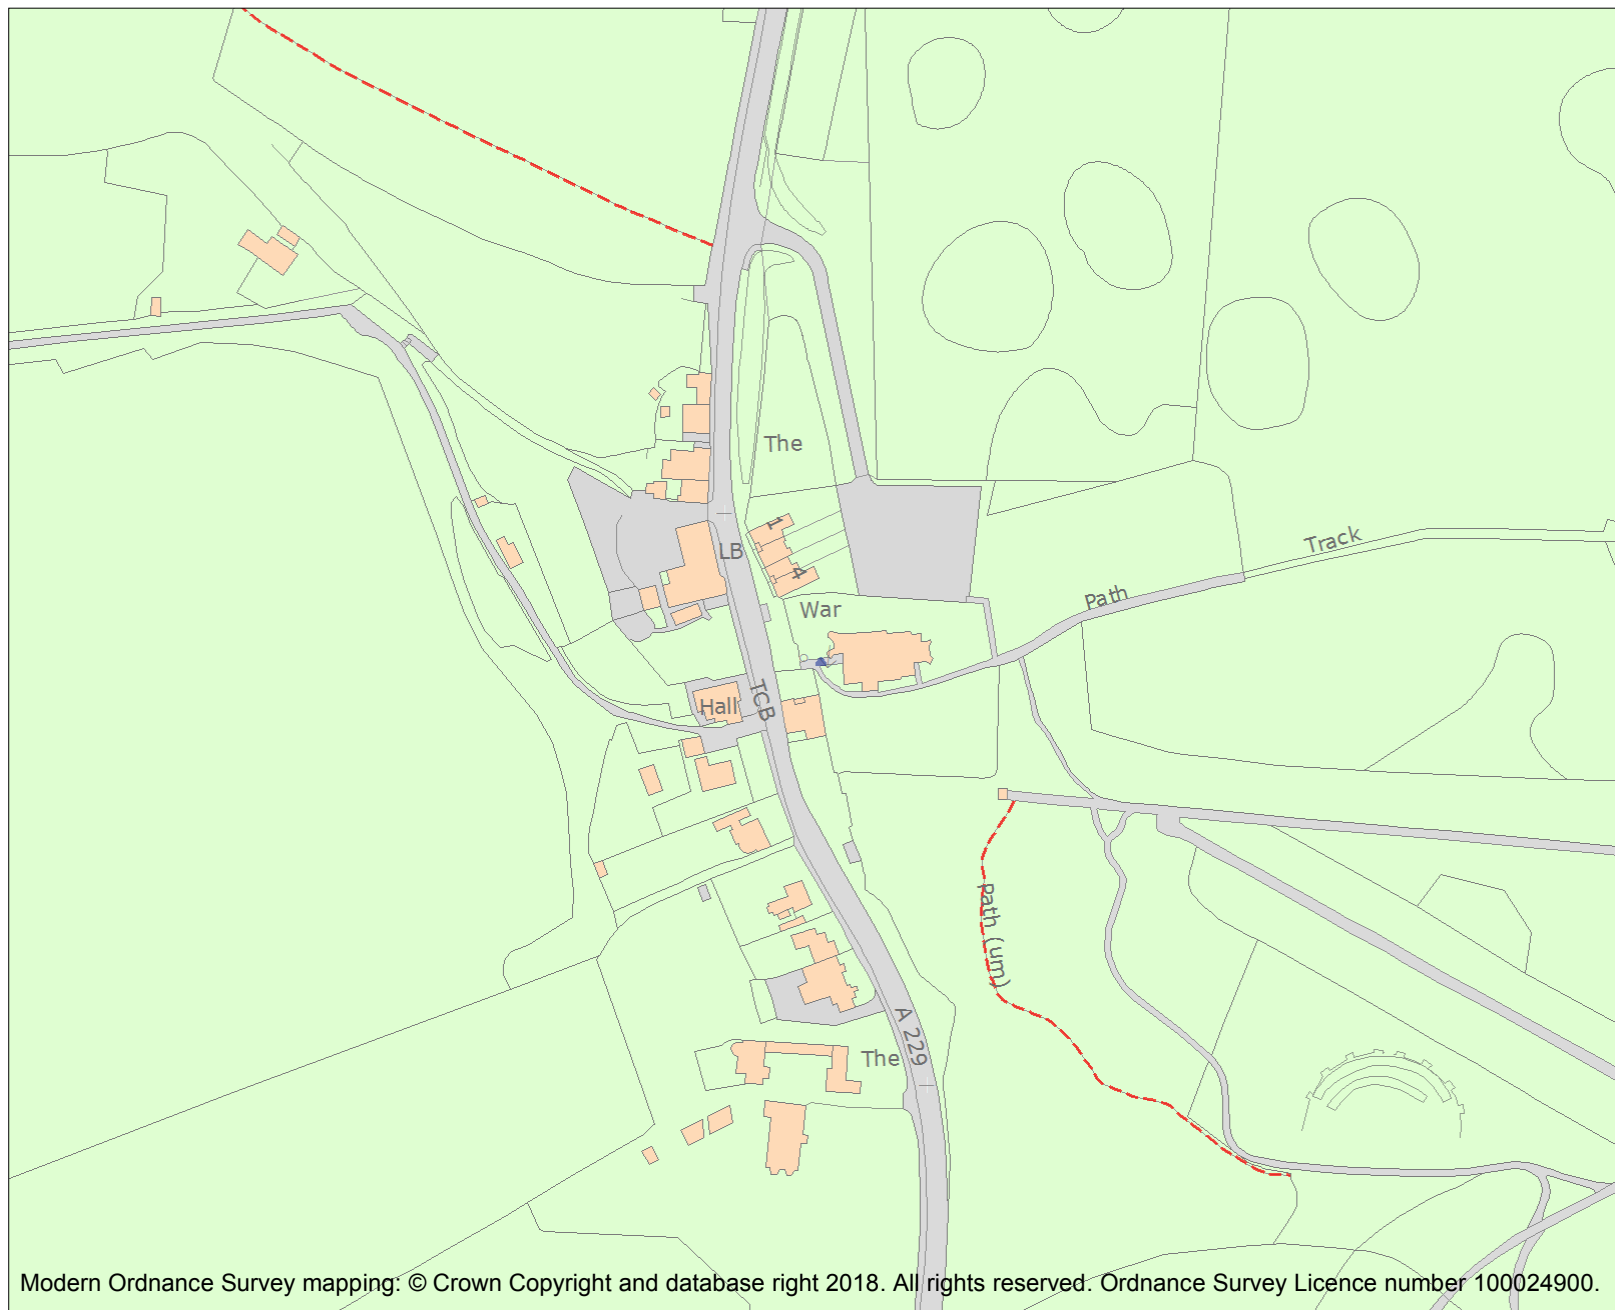 The
1
LB
4
Track
Path
War
Hall
TCB
Path (um)
A 229
The
Modern Ordnance Survey mapping: © Crown Copyright and database right 2018. All rights reserved. Ordnance Survey Licence number 100024900.